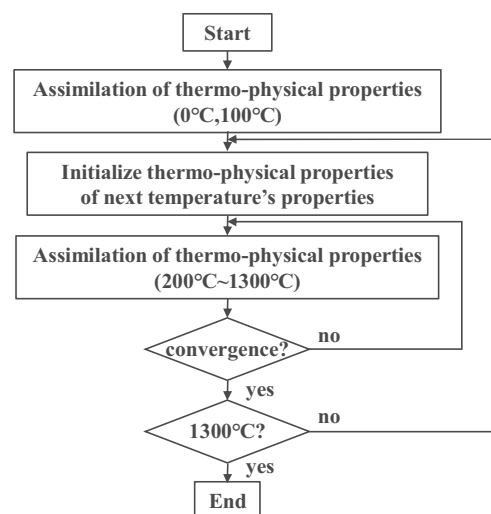 Start
Assimilation of thermo-physical properties
(0°C,100°C)
Initialize thermo-physical properties
of next temperature's properties
Assimilation of thermo-physical properties
(200°C~1300°C)
convergence?
no
yes
1300°C?
no
yes
End